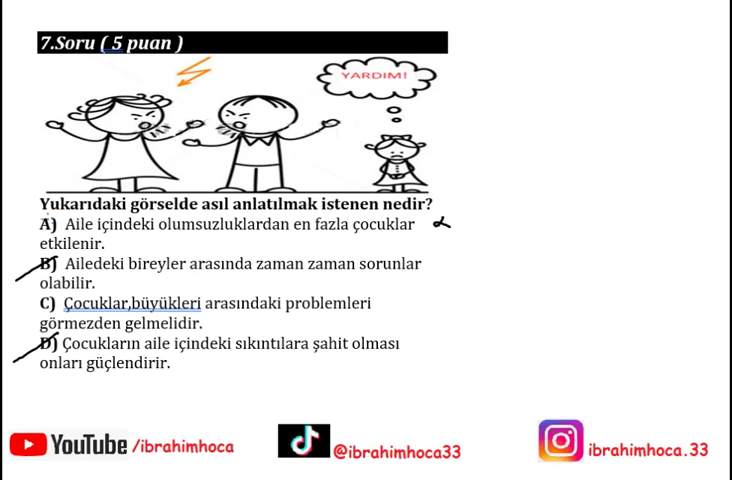 7.Soru ( 5 puan )
YARDIM!
Yukarıdaki görselde asıl anlatılmak istenen nedir?
A) Aile içindeki olumsuzluklardan en fazla çocuklar
etkilenir.
B) Ailedeki bireyler arasında zaman zaman sorunlar
olabilir.
C) Çocuklar,büyükleri arasındaki problemleri
görmezden gelmelidir.
D) Çocukların aile içindeki sıkıntılara şahit olması
onları güçlendirir.
YouTube /ibrahimhoca
@ibrahimhoca33
ibrahimhoca.33